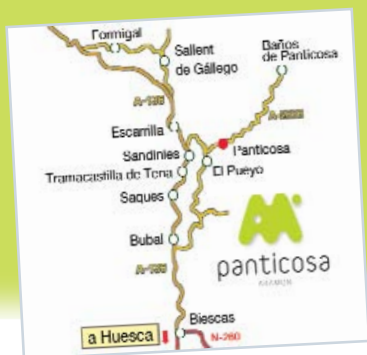 Formigal
Sallent
de Gállego
Baños
de Panticosa
Escarrilla
Panticosa
Sandinies
El Pueyo
Tramacastilla de Tena
Saques
Bubal
panticosa
Biescas
a Huesca
N-260